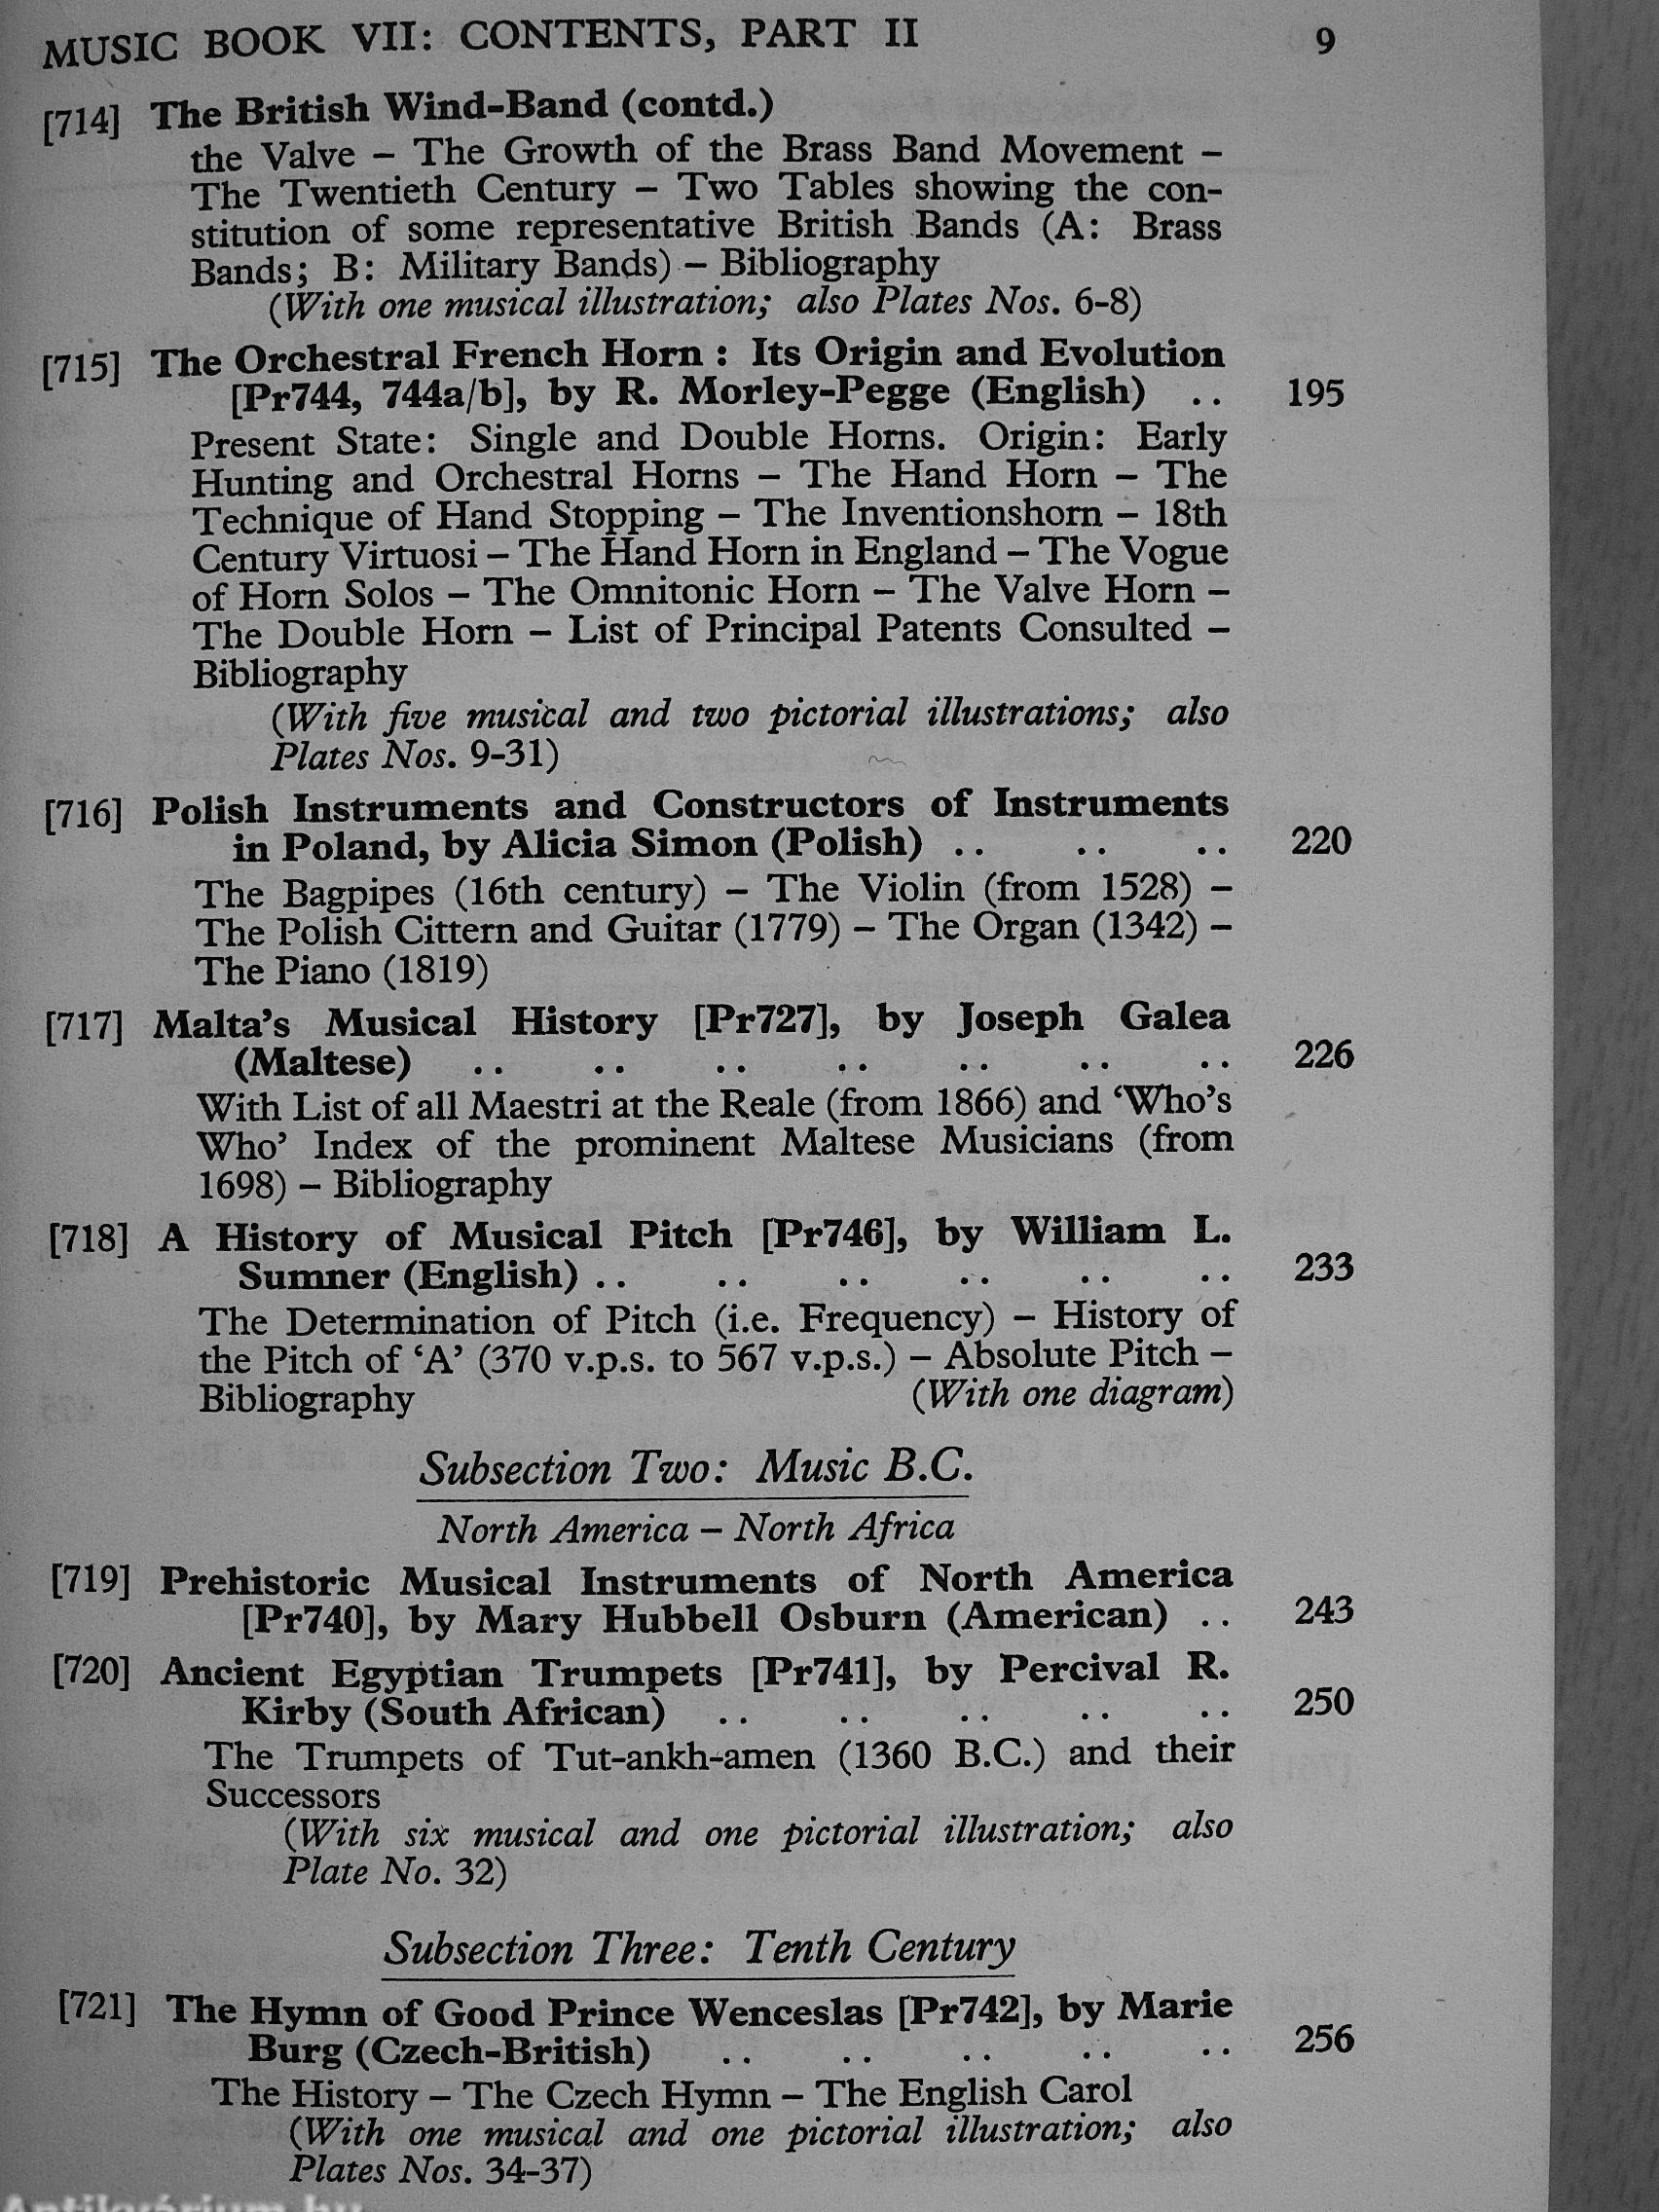 MUSIC BOOK VII: CONTENTS, PART II 9
[714] The British Wind-Band (contd.)
the Valve – The Growth of the Brass Band Movement –
The Twentieth Century – Two Tables showing the con-
stitution of some representative British Bands (A: Brass
Bands; B: Military Bands) – Bibliography
(With one musical illustration; also Plates Nos. 6-8)
[715] The Orchestral French Horn : Its Origin and Evolution
[Pr744, 744a/b], by R. Morley-Pegge (English) .. 195
Present State: Single and Double Horns. Origin: Early
Hunting and Orchestral Horns – The Hand Horn – The
Technique of Hand Stopping – The Inventionshorn – 18th
Century Virtuosi – The Hand Horn in England – The Vogue
of Horn Solos – The Omnitonic Horn – The Valve Horn –
The Double Horn – List of Principal Patents Consulted –
Bibliography
(With five musical and two pictorial illustrations; also
Plates Nos. 9-31)
[716] Polish Instruments and Constructors of Instruments
in Poland, by Alicia Simon (Polish) .. .. .. 220
The Bagpipes (16th century) – The Violin (from 1528) –
The Polish Cittern and Guitar (1779) – The Organ (1342) –
The Piano (1819)
[717] Malta's Musical History [Pr727], by Joseph Galea
(Maltese) .. .. .. .. .. .. .. 226
With List of all Maestri at the Reale (from 1866) and ‘Who's
Who’ Index of the prominent Maltese Musicians (from
1698) – Bibliography
[718] A History of Musical Pitch [Pr746], by William L.
Sumner (English) .. .. .. .. .. .. 233
The Determination of Pitch (i.e. Frequency) – History of
the Pitch of ‘A’ (370 v.p.s. to 567 v.p.s.) – Absolute Pitch –
Bibliography (With one diagram)
Subsection Two: Music B.C.
North America – North Africa
[719] Prehistoric Musical Instruments of North America
[Pr740], by Mary Hubbell Osburn (American) .. 243
[720] Ancient Egyptian Trumpets [Pr741], by Percival R.
Kirby (South African) .. .. .. .. .. 250
The Trumpets of Tut-ankh-amen (1360 B.C.) and their
Successors
(With six musical and one pictorial illustration; also
Plate No. 32)
Subsection Three: Tenth Century
[721] The Hymn of Good Prince Wenceslas [Pr742], by Marie
Burg (Czech-British) .. .. .. .. .. 256
The History – The Czech Hymn – The English Carol
(With one musical and one pictorial illustration; also
Plates Nos. 34-37)
Antikvárium.hu